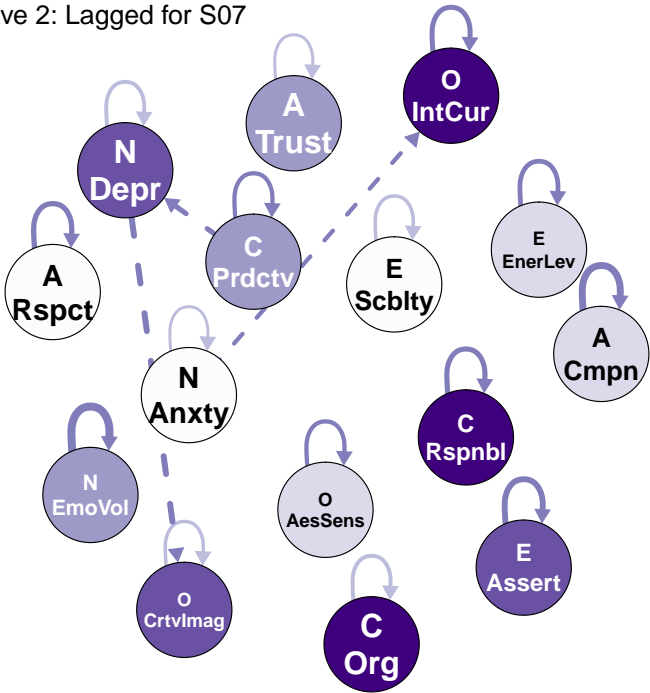 ve 2: Lagged for S07
O
IntCur
A
Trust
N
Depr
C
Prdctv
E
EnerLev
A
Rspct
E
Scblty
A
Cmpn
N
Anxty
C
Rspnbl
N
EmoVol
O
AesSens
E
Assert
O
CrtvImag
C
Org